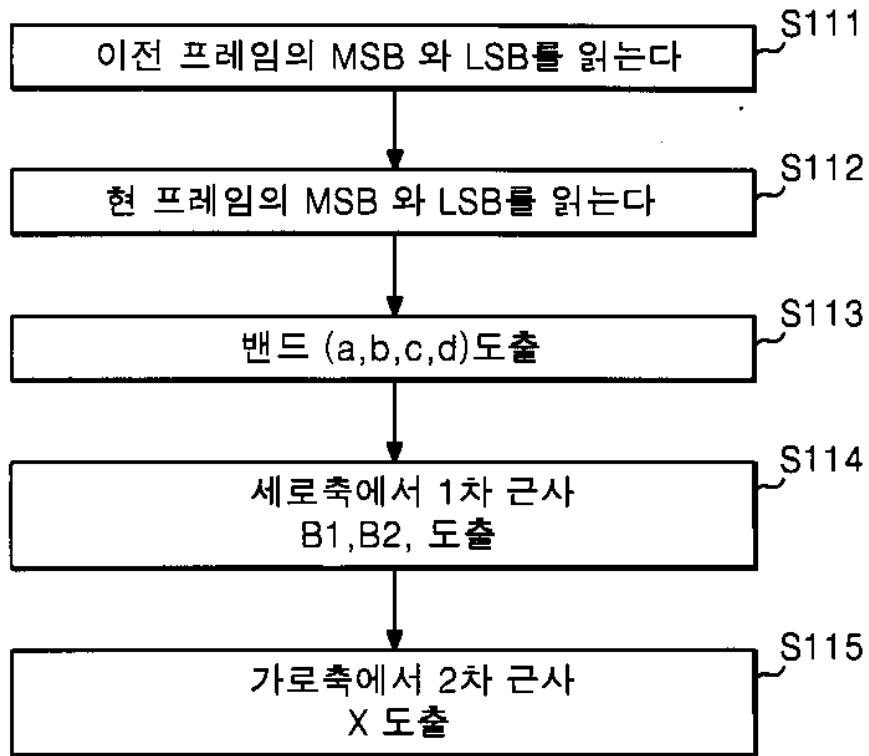 S111
이전 프레임의 MSB 와 LSB를 읽는다
S112
현 프레임의 MSB 와 LSB를 읽는다
S113
밴드 (a,b,c,d)도출
S114
세로축에서 1차 근사
B1,B2, 도출
S115
가로축에서 2차 근사
X 도출